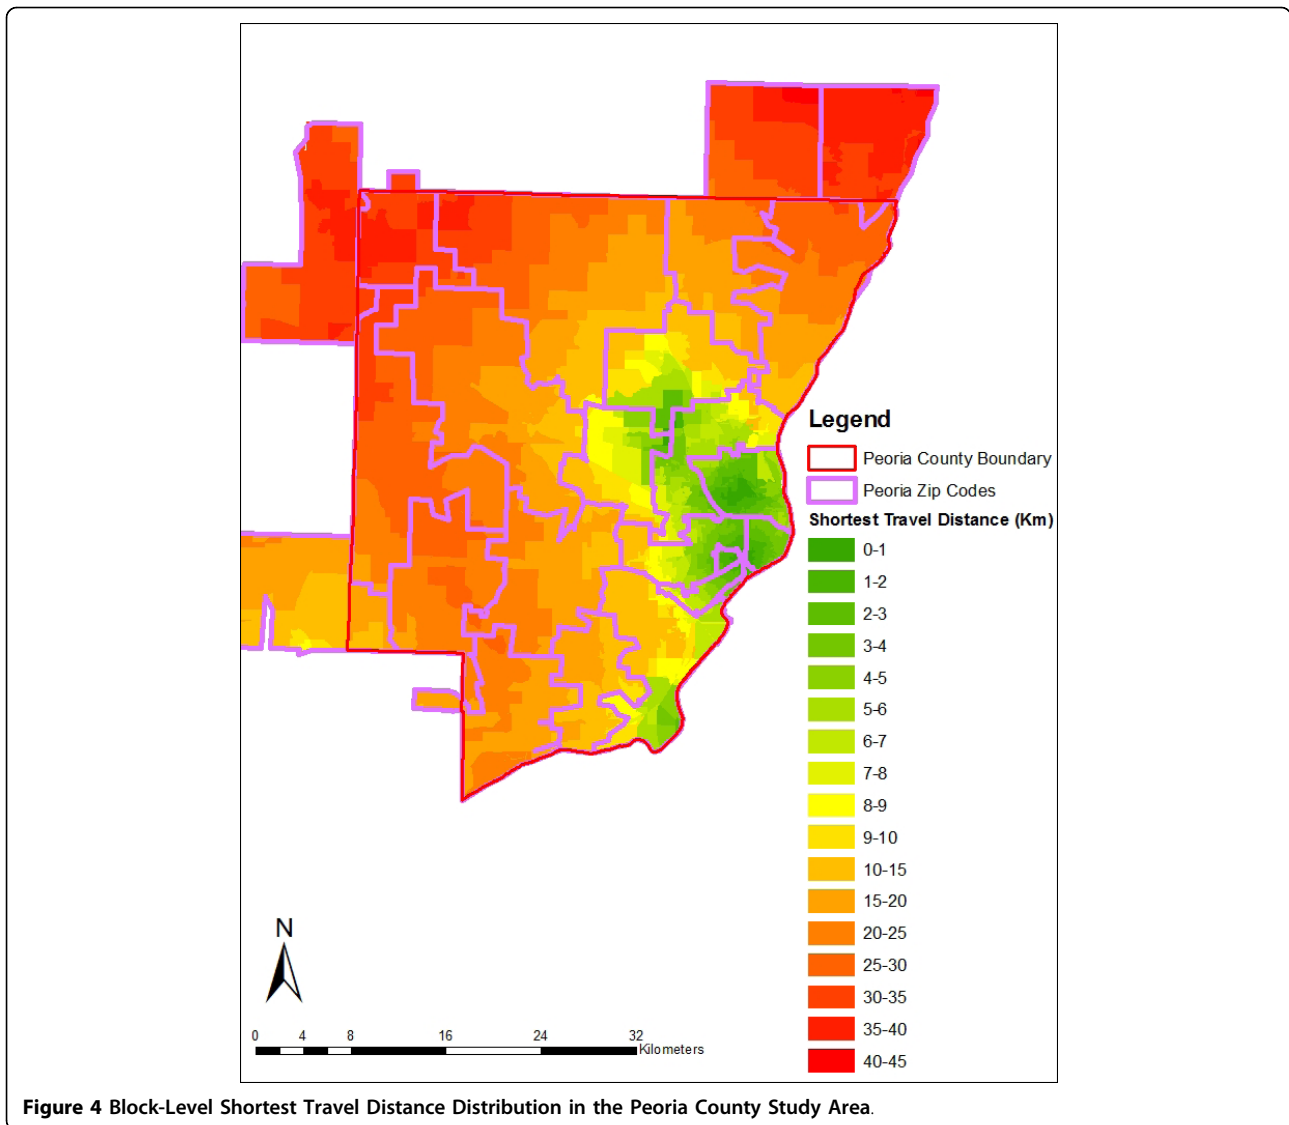 Legend
Peoria County Boundary
Peoria Zip Codes
Shortest Travel Distance (Km)
0-1
1-2
2-3
3-4
4-5
5-6
6-7
7-8
8-9
9-10
10-15
15-20
20-25
25-30
30-35
35-40
40-45
N
0 4 8 16 24 32
Kilometers
Figure 4 Block-Level Shortest Travel Distance Distribution in the Peoria County Study Area.